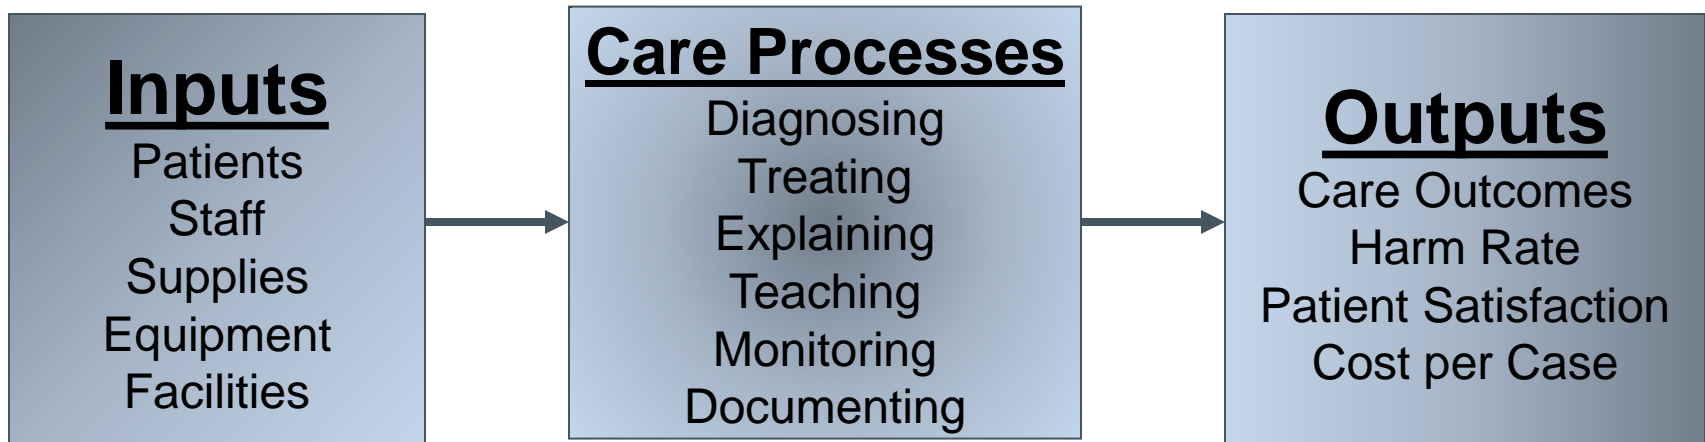 Inputs
Patients
Staff
Supplies
Equipment
Facilities
Care Processes
Diagnosing
Treating
Explaining
Teaching
Monitoring
Documenting
Outputs
Care Outcomes
Harm Rate
Patient Satisfaction
Cost per Case